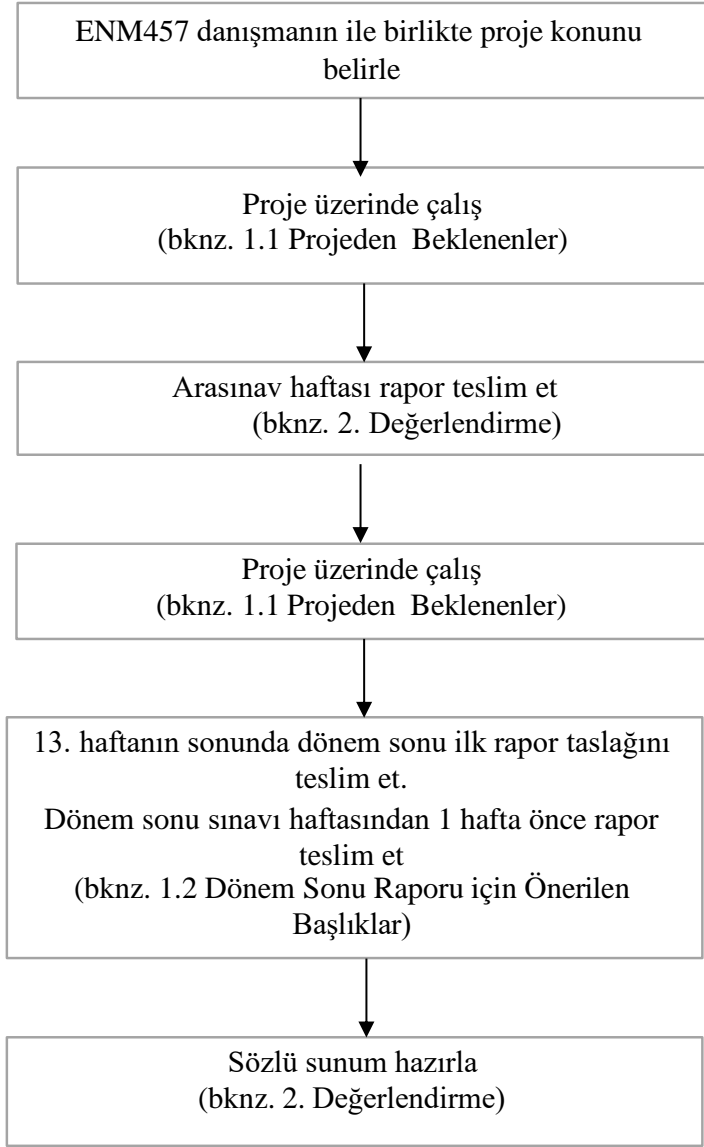 ENM457 danışmanın ile birlikte proje konunu
belirle
Proje üzerinde çalış
(bknz. 1.1 Projeden Beklenenler)
Arasınav haftası rapor teslim et
(bknz. 2. Değerlendirme)
Proje üzerinde çalış
(bknz. 1.1 Projeden Beklenenler)
13. haftanın sonunda dönem sonu ilk rapor taslağını
teslim et.
Dönem sonu sınavı haftasından 1 hafta önce rapor
teslim et
(bknz. 1.2 Dönem Sonu Raporu için Önerilen
Başlıklar)
Sözlü sunum hazırla
(bknz. 2. Değerlendirme)